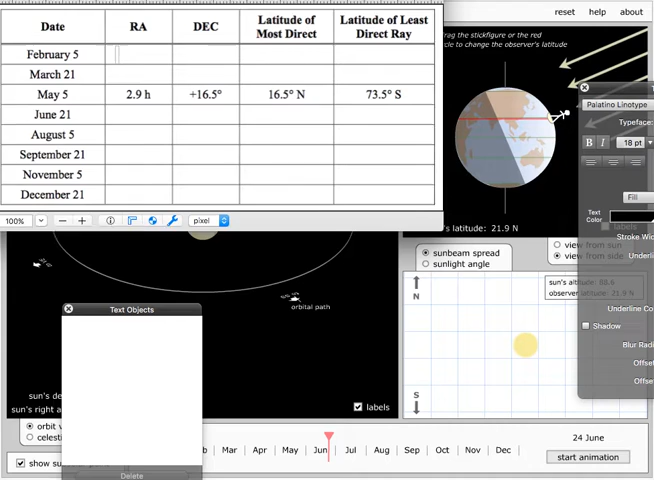 reset help about
Date RA DEC Latitude of Most Direct Latitude of Least Direct Ray
February 5
March 21
May 5 2.9 h +16.5° 16.5° N 73.5° S
June 21
August 5
September 21
November 5
December 21
drag the stickfigure or the red
cle to change the observer's latitude
Palatino Linotype
Typeface:
B I 18 pt
Fill
Text Color
labels
Stroke Wid
Underli
100% pixel
's latitude: 21.9 N
sunbeam spread
sunlight angle
view from sun
view from side
sun's altitude: 88.4
observer latitude: 21.9 N
N
S
Underline Co
Shadow
Blur Radi
Offset
Offse
orbital path
Text Objects
sun's de
sun's right a
labels
orbit v
celesti
show su
Delete
b Mar Apr May Jun Jul Aug Sep Oct Nov Dec
24 June
start animation